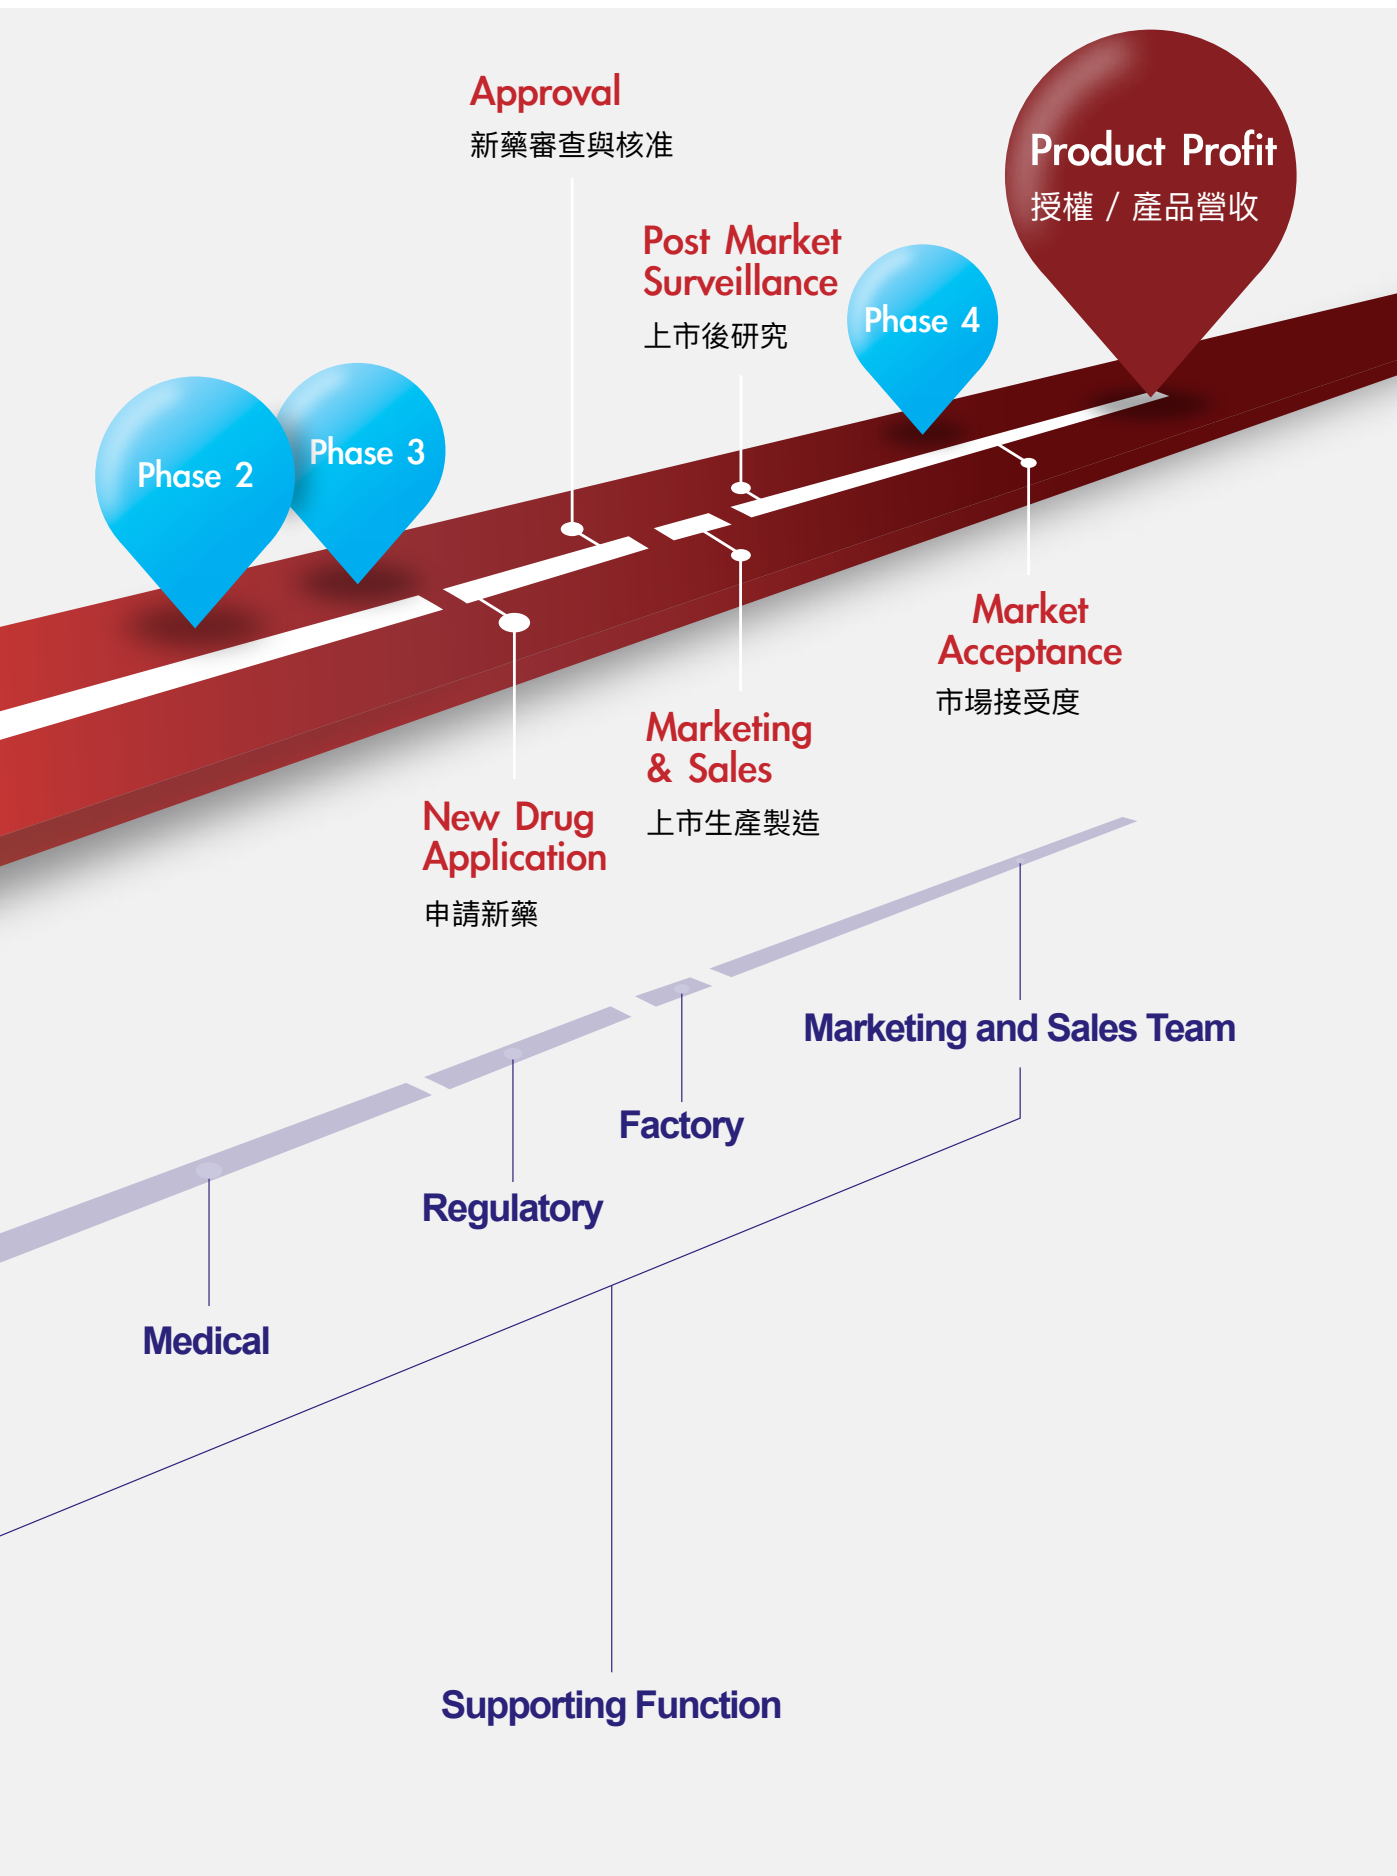 Approval
新藥審查與核准
Product Profit
授權 / 產品營收
Post Market
Surveillance
上市後研究
Phase 4
Phase 2
Phase 3
Market
Acceptance
市場接受度
Marketing
& Sales
上市生產製造
New Drug
Application
申請新藥
Marketing and Sales Team
Factory
Regulatory
Medical
Supporting Function